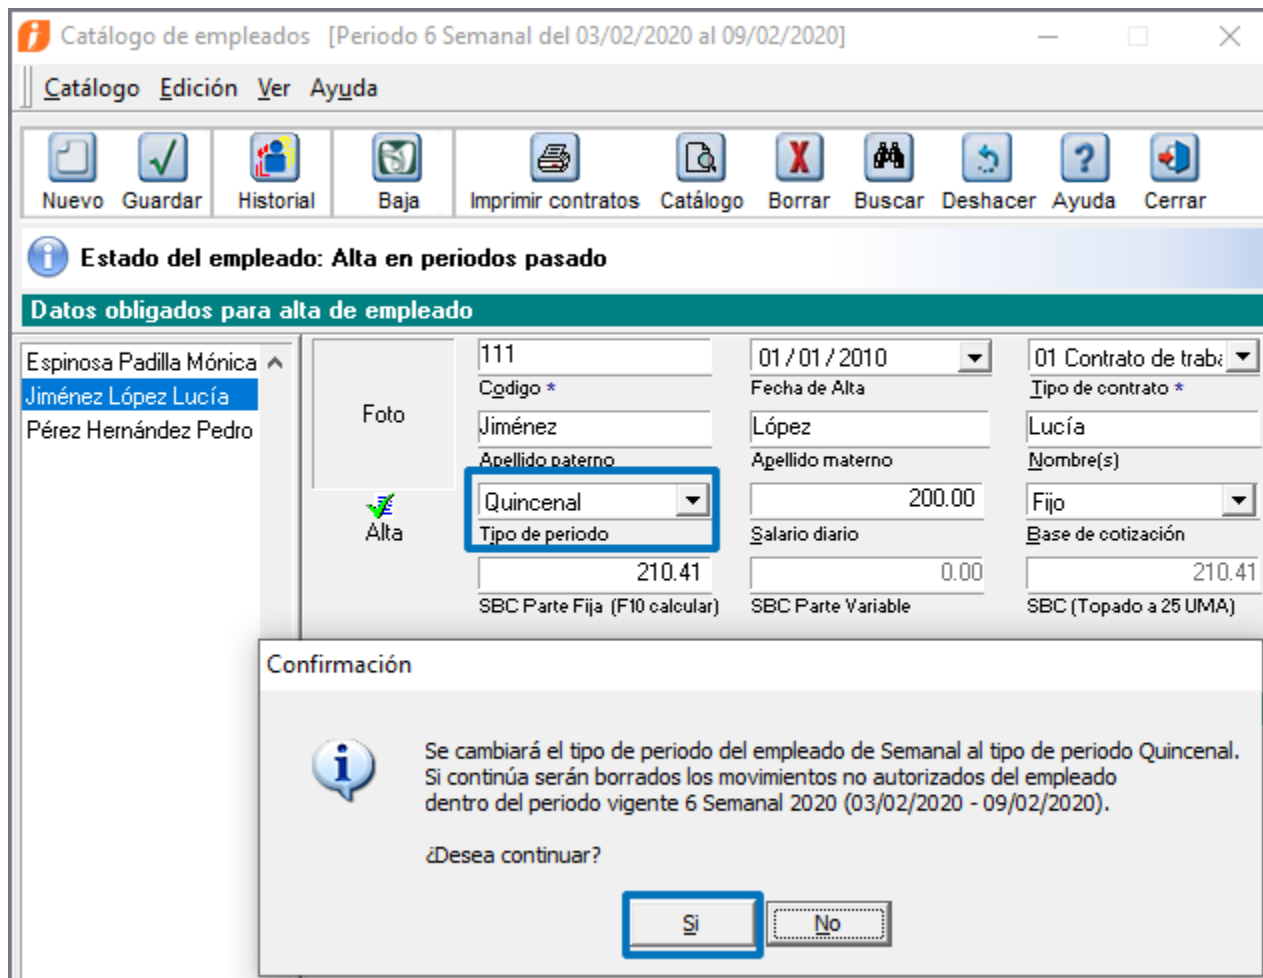 Catálogo de empleados [Periodo 6 Semanal del 03/02/2020 al 09/02/2020]
Catálogo Edición Ver Ayuda
Nuevo Guardar Historial Baja Imprimir contratos Catálogo Borrar Buscar Deshacer Ayuda Cerrar
Estado del empleado: Alta en periodos pasado
Datos obligados para alta de empleado
Espinosa Padilla Mónica
Jiménez López Lucía
Pérez Hernández Pedro
Foto
Alta
111 01/01/2010 01 Contrato de traba
Codigo * Fecha de Alta Tipo de contrato *
Jiménez López Lucía
Apellido paterno Apellido materno Nombre(s)
Quincenal 200.00 Fijo
Tipo de periodo Salario diario Base de cotización
210.41 0.00 210.41
SBC Parte Fija (F10 calcular) SBC Parte Variable SBC (Topado a 25 UMA)
Confirmación
Se cambiará el tipo de periodo del empleado de Semanal al tipo de periodo Quincenal.
Si continúa serán borrados los movimientos no autorizados del empleado
dentro del periodo vigente 6 Semanal 2020 (03/02/2020 - 09/02/2020).
¿Desea continuar?
Si No